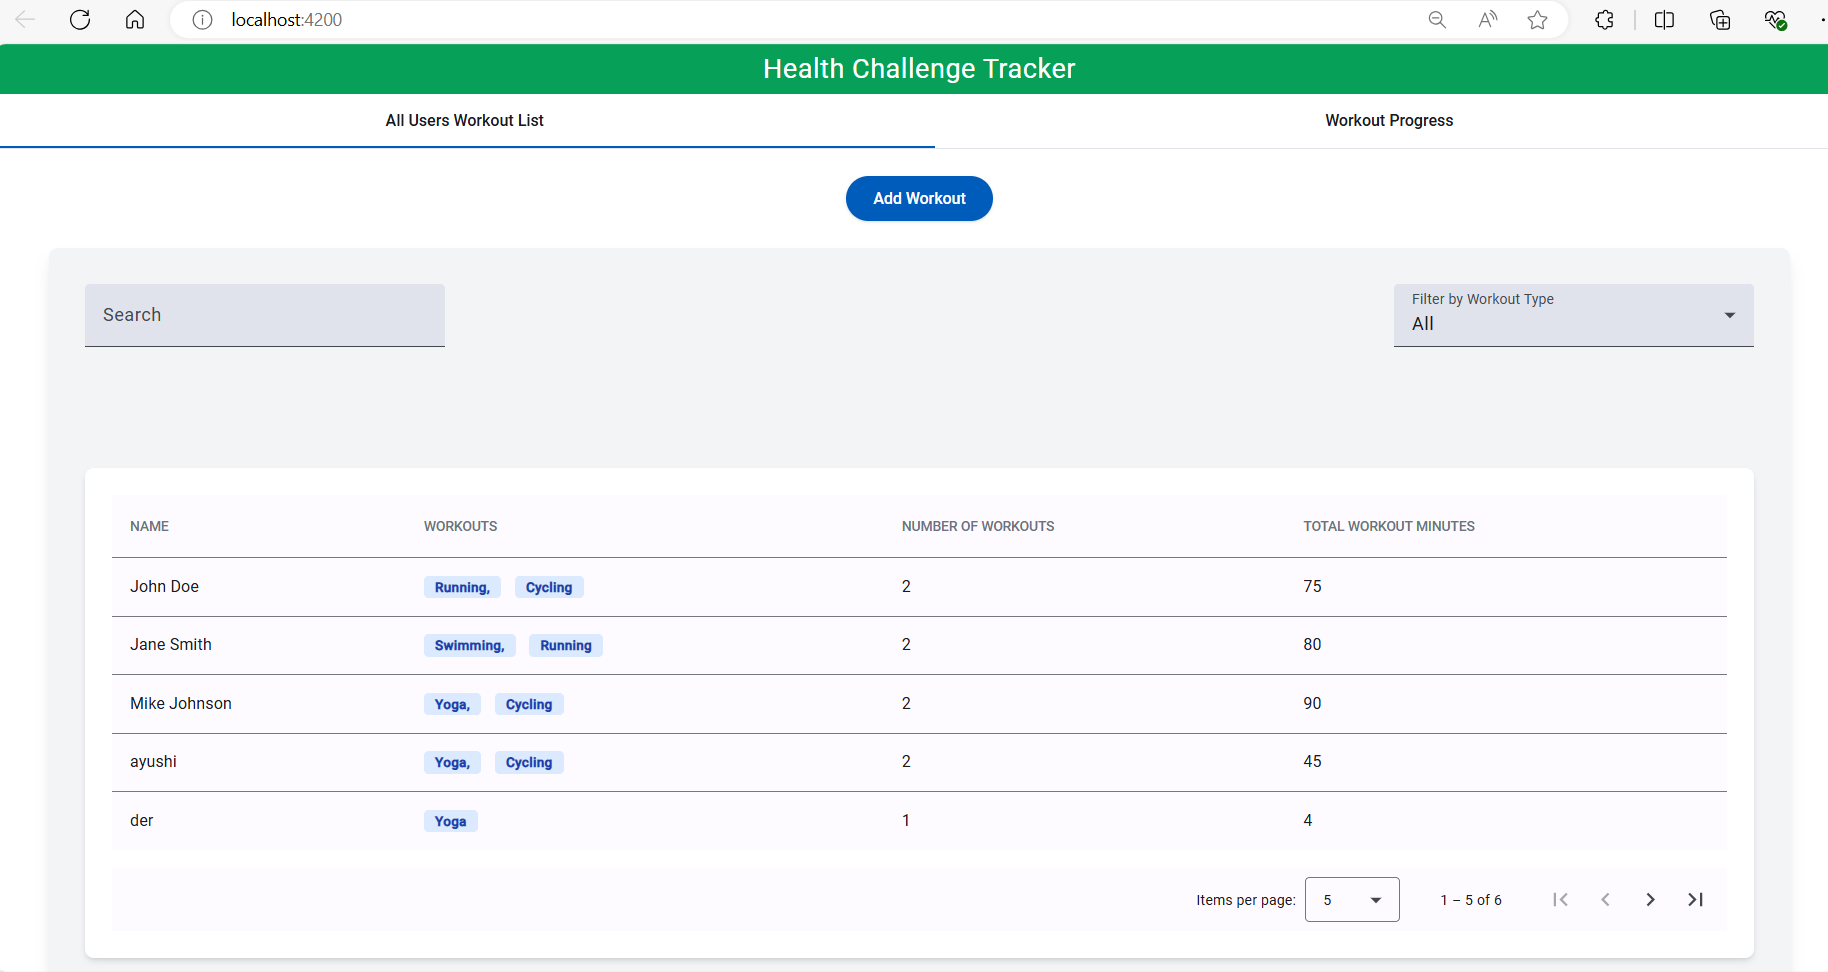 localhost:4200
Health Challenge Tracker
All Users Workout List Workout Progress
Add Workout
Search
Filter by Workout Type
All
NAME WORKOUTS NUMBER OF WORKOUTS TOTAL WORKOUT MINUTES
John Doe Running, Cycling 2 75
Jane Smith Swimming, Running 2 80
Mike Johnson Yoga, Cycling 2 90
ayushi Yoga, Cycling 2 45
der Yoga 1 4
Items per page: 5 1 – 5 of 6